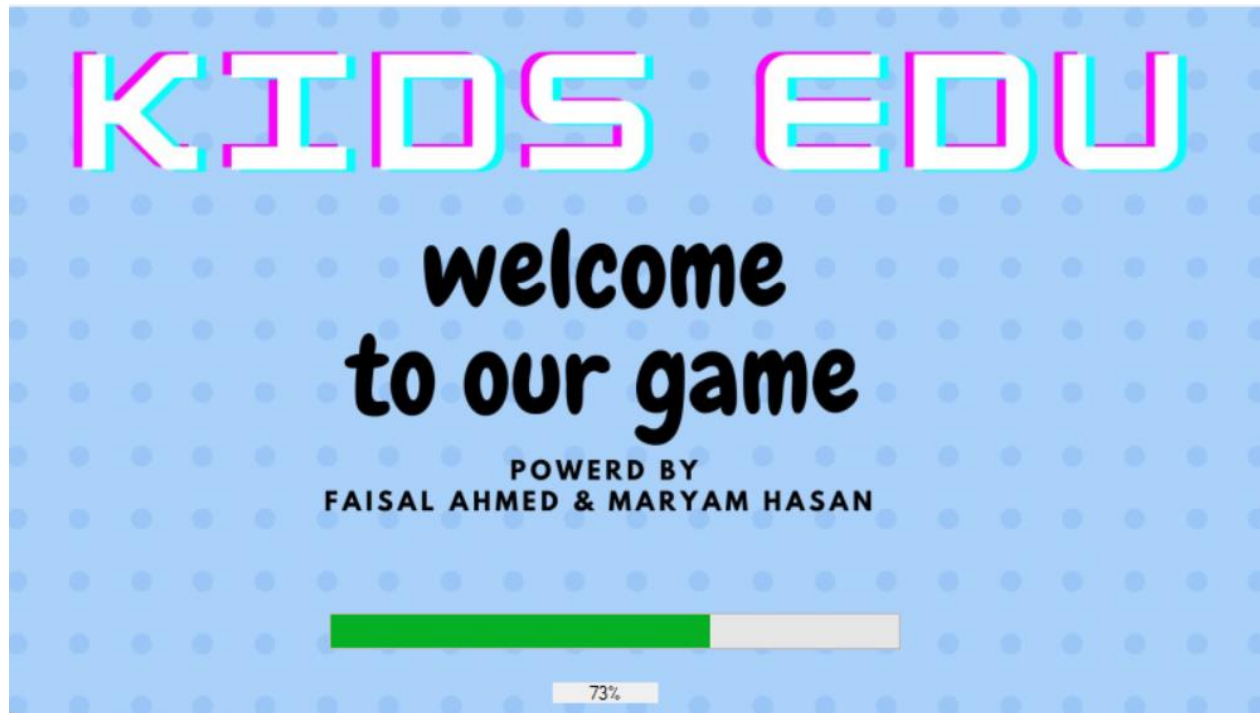 KIDS EDU
welcome
to our game
POWERD BY
FAISAL AHMED & MARYAM HASAN
73%